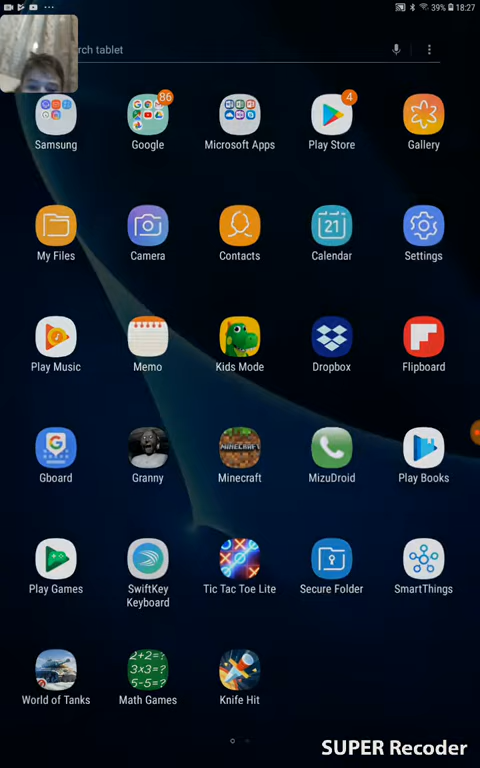 39% 18:27
rch tablet
86
4
Samsung Google Microsoft Apps Play Store Gallery
21
My Files Camera Contacts Calendar Settings
Play Music Memo Kids Mode Dropbox Flipboard
MINECRAFT
Gboard Granny Minecraft MizuDroid Play Books
Play Games SwiftKey Keyboard Tic Tac Toe Lite Secure Folder SmartThings
2+2=?
3x3=?
5-5=?
World of Tanks Math Games Knife Hit
SUPER Recoder